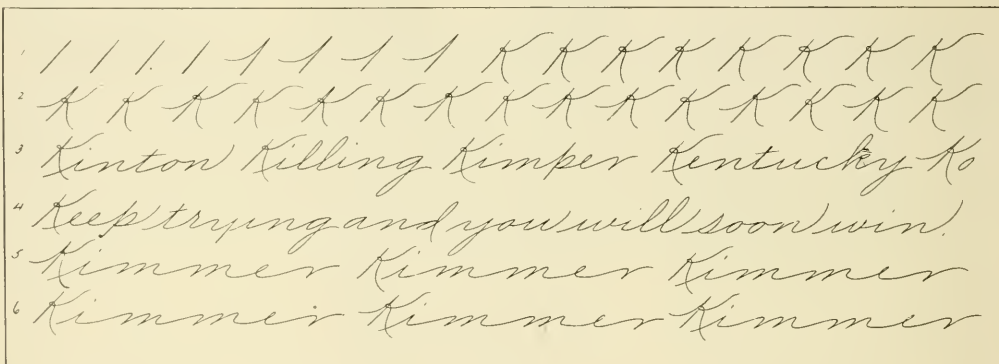 1 / / / / / / / / K K K K K K K K
2 K K K K K K K K K K K K K K K
3 Kinton Killing Kimper Kentucky Ko
4 Keep trying and you will soon win.
5 Kimmer Kimmer Kimmer
6 Kimmer Kimmer Kimmer